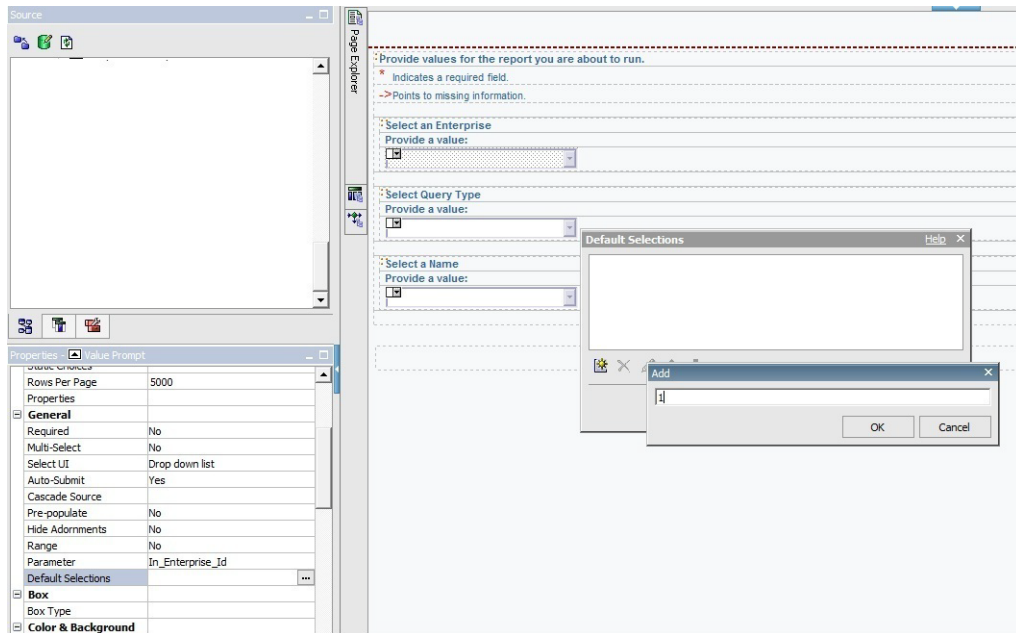 Source
Page Explorer
Provide values for the report you are about to run.
* Indicates a required field.
->Points to missing information.
Select an Enterprise
Provide a value:
Select Query Type
Provide a value:
Select a Name
Provide a value:
Default Selections Help X
Add X
1
OK Cancel
Properties - Value Prompt
Static Choices
Rows Per Page 5000
Properties
General
Required No
Multi-Select No
Select UI Drop down list
Auto-Submit Yes
Cascade Source
Pre-populate No
Hide Adornments No
Range No
Parameter In_Enterprise_Id
Default Selections ...
Box
Box Type
Color & Background